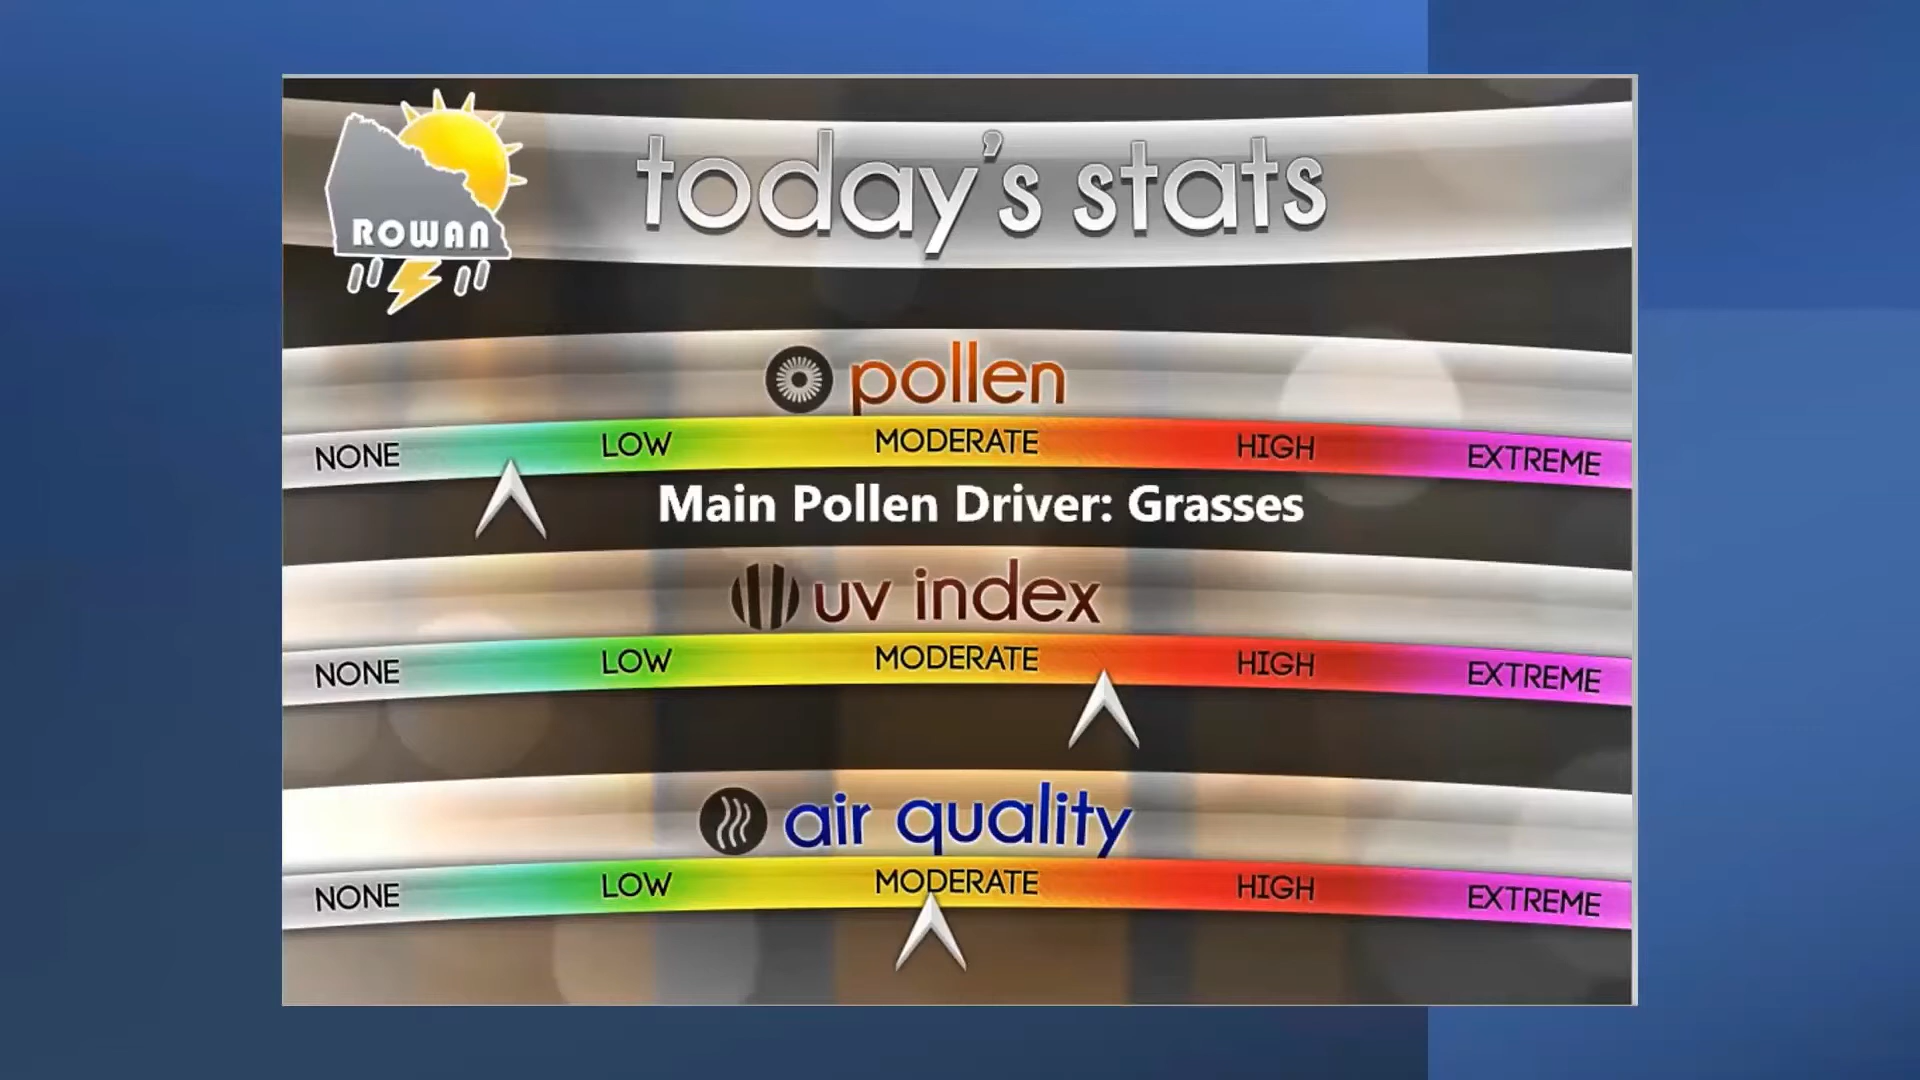 ROWAN
today's stats
pollen
NONE LOW MODERATE HIGH EXTREME
Main Pollen Driver: Grasses
uv index
NONE LOW MODERATE HIGH EXTREME
air quality
NONE LOW MODERATE HIGH EXTREME